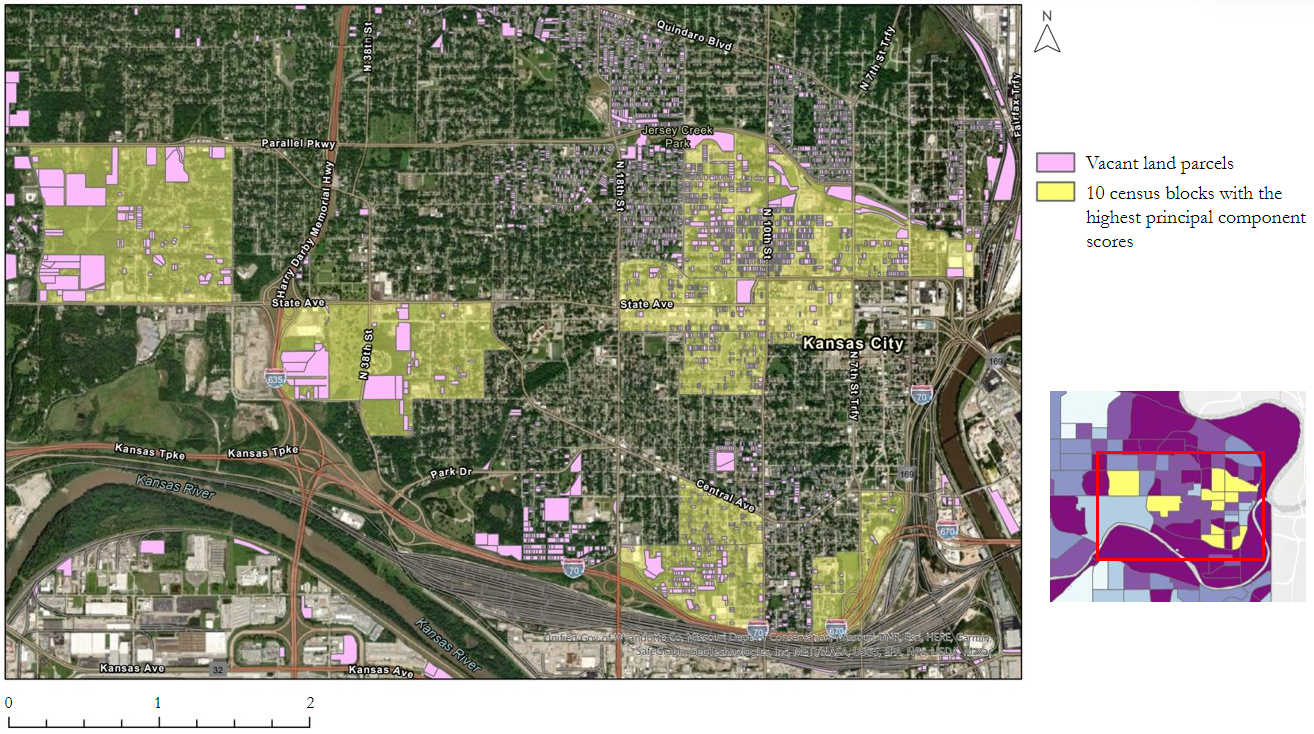 Quindaro Blvd
N 38th St
N 7th St Trfy
Fairfax Trfy
N
Jersey Creek
Park
Parallel Pkwy
N 18th St
Harry Darby Memorial Hwy
N 10th St
State Ave
State Ave
Kansas City
N 38th St
N 7th St Trfy
635
169
70
Kansas Tpke
Kansas Tpke
Kansas River
Park Dr
Central Ave
169
670
70
70
670
Kansas River
Kansas Ave
32
Kansas Ave
Vacant land parcels
10 census blocks with the
highest principal component
scores
0 1 2